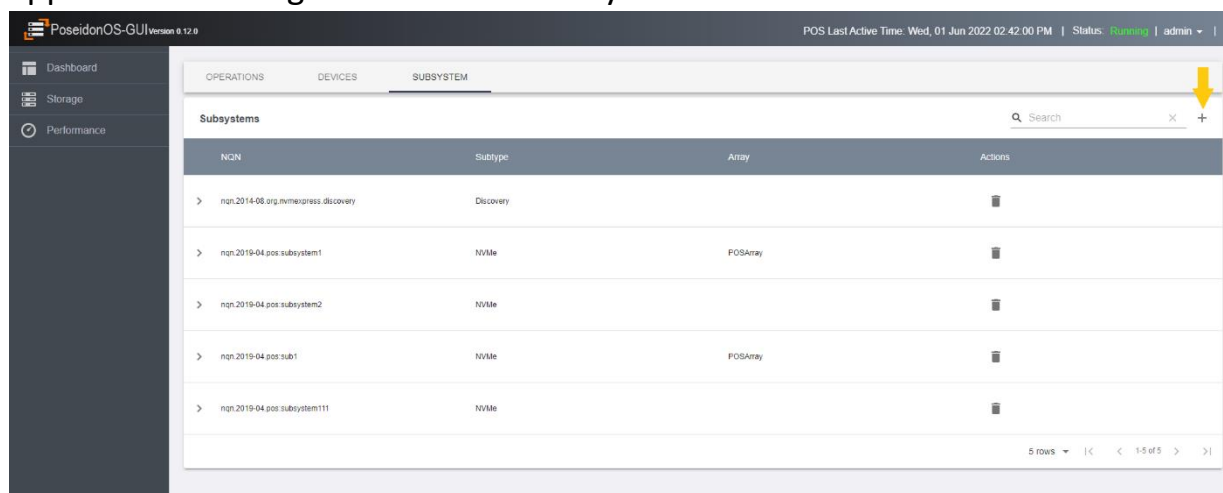 PoseidonOS-GUI Version 0.12.0
POS Last Active Time: Wed, 01 Jun 2022 02:42:00 PM | Status: Running | admin |
Dashboard
Storage
Performance
OPERATIONS DEVICES SUBSYSTEM
Subsystems
Search
NQN Subtype Array Actions
nqn.2014-08.org.nvmexpress.discovery Discovery
nqn.2019-04.pos:subsystem1 NVMe POSArray
nqn.2019-04.pos:subsystem2 NVMe
nqn.2019-04.pos:sub1 NVMe POSArray
nqn.2019-04.pos:subsystem111 NVMe
5 rows 1-5 of 5